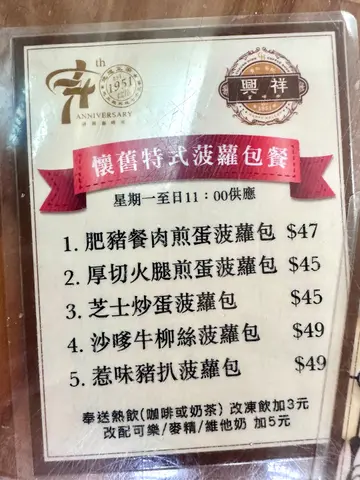 74th
ANNIVERSARY
1951
興祥
懷舊特式菠蘿包餐
星期一至日11：00供應
1. 肥豬餐肉煎蛋菠蘿包 $47
2. 厚切火腿煎蛋菠蘿包 $45
3. 芝士炒蛋菠蘿包 $45
4. 沙嗲牛柳絲菠蘿包 $49
5. 惹味豬扒菠蘿包 $49
奉送熱飲(咖啡或奶茶) 改凍飲加3元
改配可樂/麥精/維他奶 加5元